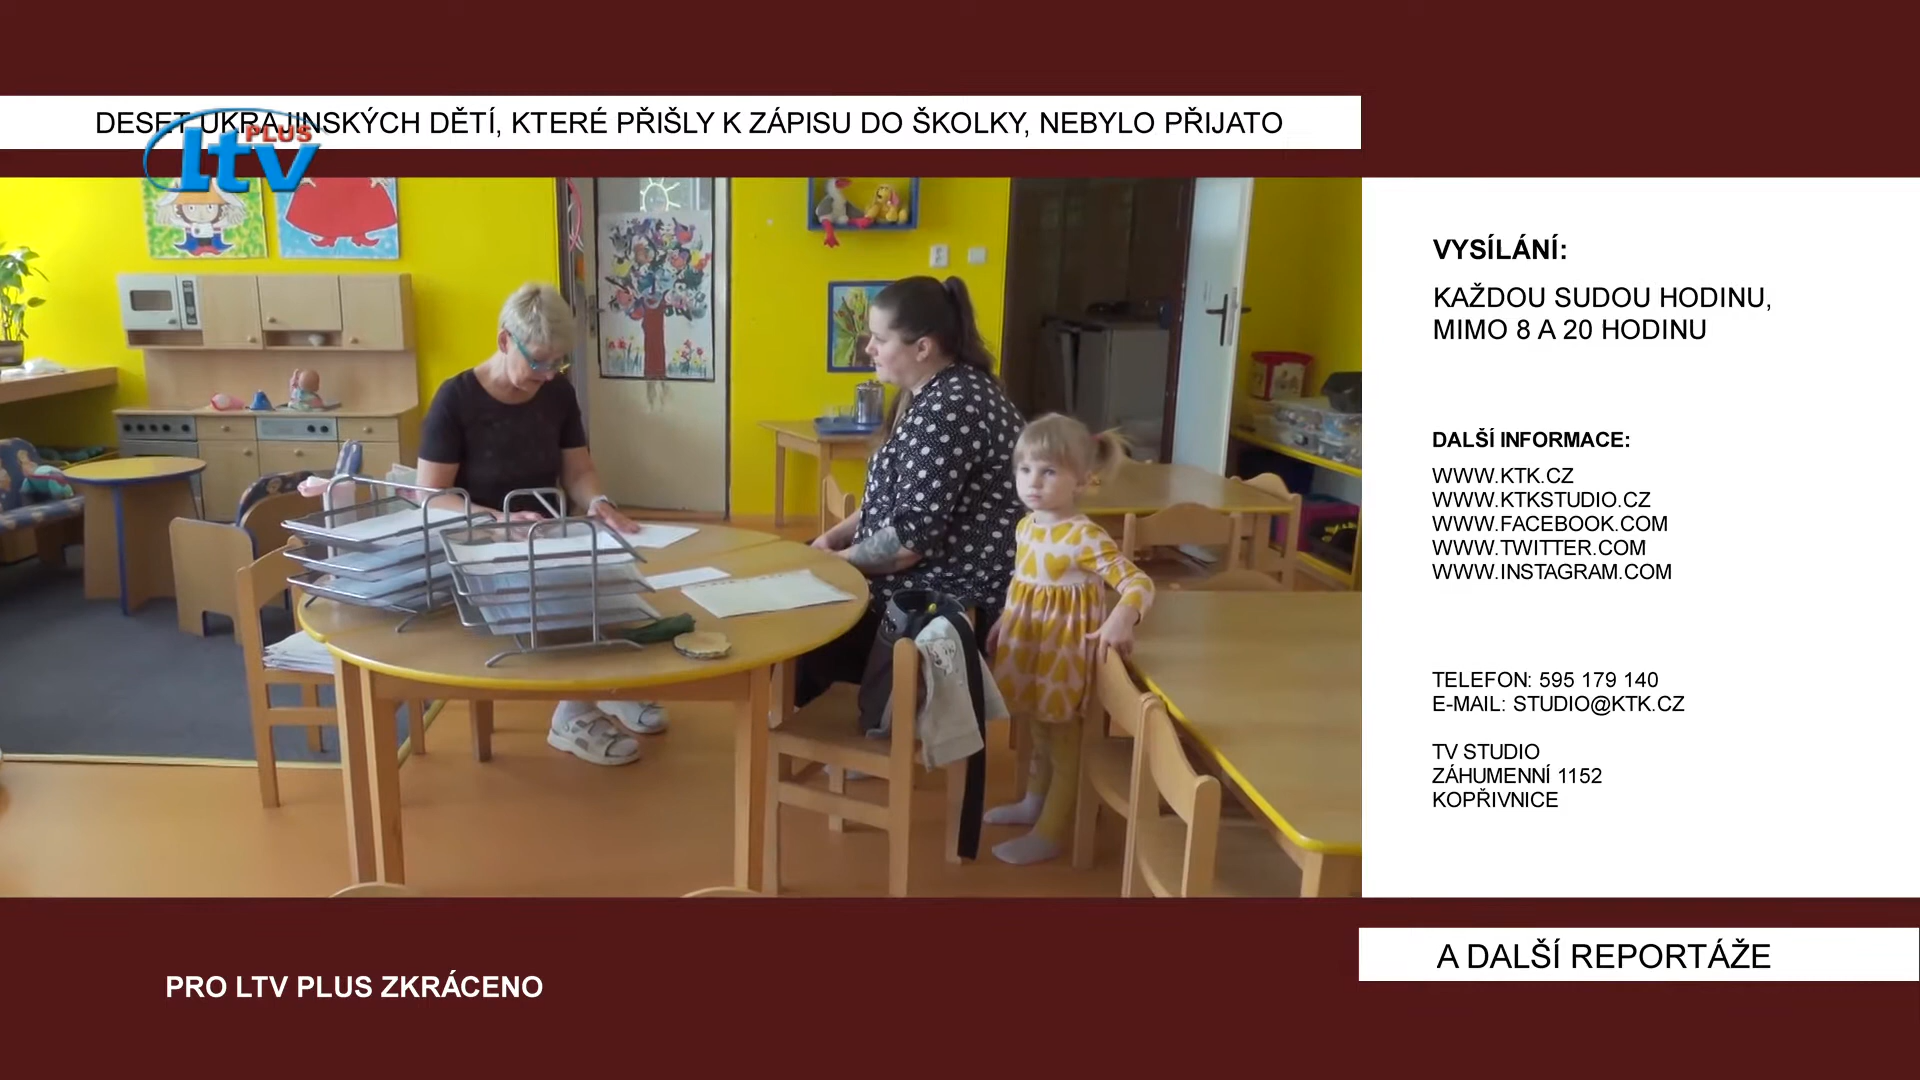 DESET UKRAJINSKÝCH DĚTÍ, KTERÉ PŘIŠLY K ZÁPISU DO ŠKOLKY, NEBYLO PŘIJATO
ltv PLUS
VYSÍLÁNÍ:
KAŽDOU SUDOU HODINU,
MIMO 8 A 20 HODINU
DALŠÍ INFORMACE:
WWW.KTK.CZ
WWW.KTKSTUDIO.CZ
WWW.FACEBOOK.COM
WWW.TWITTER.COM
WWW.INSTAGRAM.COM
TELEFON: 595 179 140
E-MAIL: STUDIO@KTK.CZ
TV STUDIO
ZÁHUMENNÍ 1152
KOPŘIVNICE
A DALŠÍ REPORTÁŽE
PRO LTV PLUS ZKRÁCENO